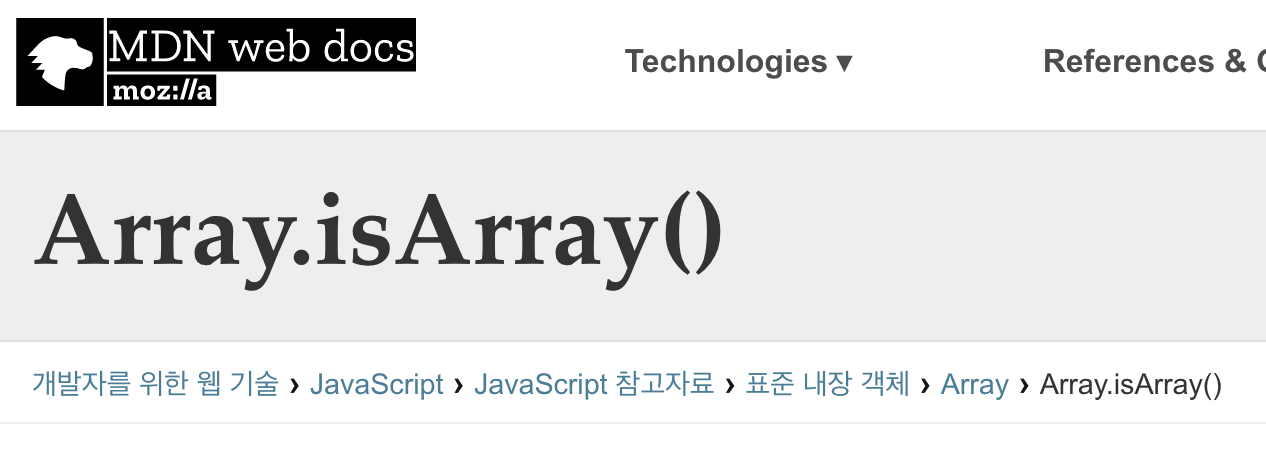 MDN web docs
moz://a
Technologies ▾
References &
Array.isArray()
개발자를 위한 웹 기술 › JavaScript › JavaScript 참고자료 › 표준 내장 객체 › Array › Array.isArray()